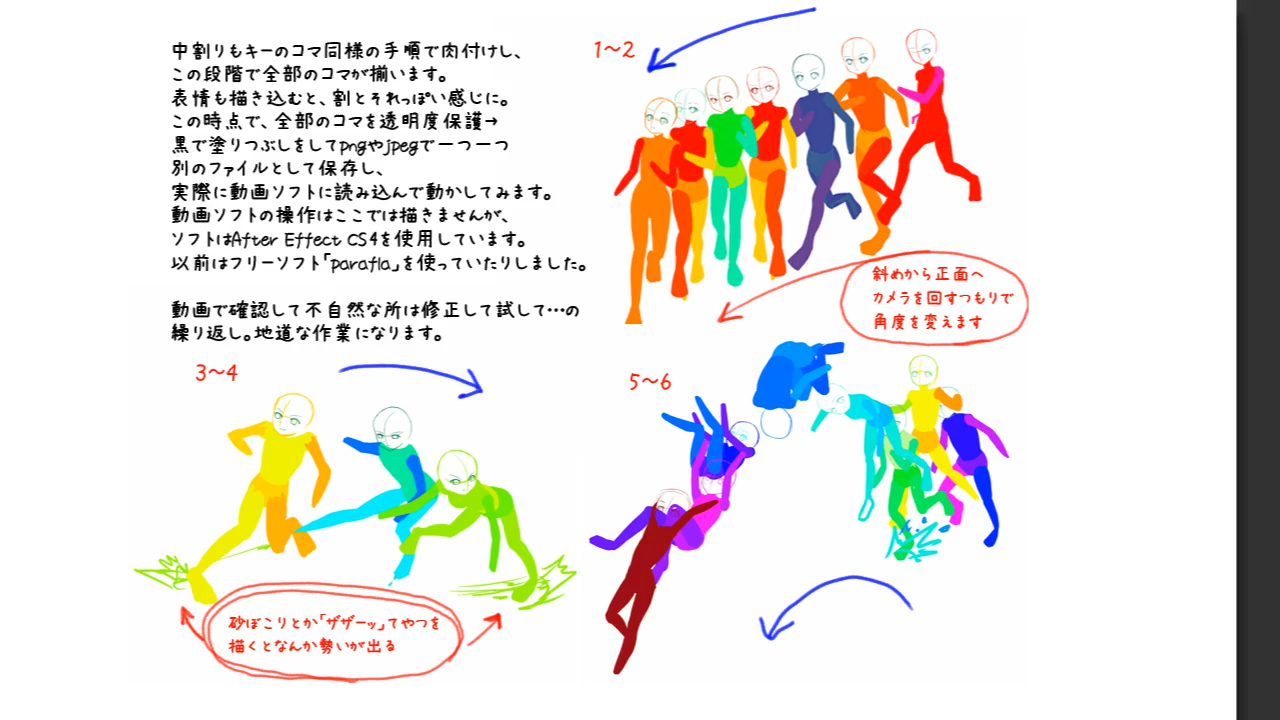 中割りもキーのコマ同様の手順で肉付けし、
この段階で全部のコマが揃います。
表情も描き込むと、割とそれっぽい感じに。
この時点で、全部のコマを透明度保護→
黒で塗りつぶしをしてpngやjpegで一つ一つ
別のファイルとして保存し、
実際に動画ソフトに読み込んで動かしてみます。
動画ソフトの操作はここでは描きませんが、
ソフトはAfter Effect CS4を使用しています。
以前はフリーソフト「parafla」を使っていたりしました。
動画で確認して不自然な所は修正して試して…の
繰り返し。地道な作業になります。
1～2
斜めから正面へ
カメラを回すつもりで
角度を変えます
3～4
砂ぼこりとか「ザザーッ」てやつを
描くとなんか勢いが出る
5～6